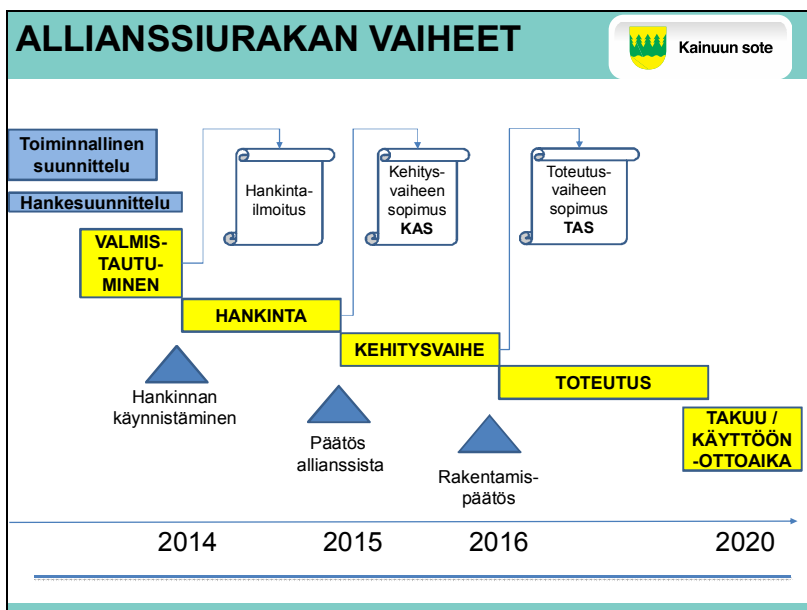 ALLIANSSIURAKAN VAIHEET
Kainuun sote
Toiminnallinen
suunnittelu
Hankesuunnittelu
Hankinta-
ilmoitus
Kehitys-
vaiheen
sopimus
KAS
Toteutus-
vaiheen
sopimus
TAS
VALMIS-
TAUTU-
MINEN
HANKINTA
KEHITYSVAIHE
TOTEUTUS
TAKUU /
KÄYTTÖÖN
-OTTOAIKA
Hankinnan
käynnistäminen
Päätös
allianssista
Rakentamis-
päätös
2014
2015
2016
2020